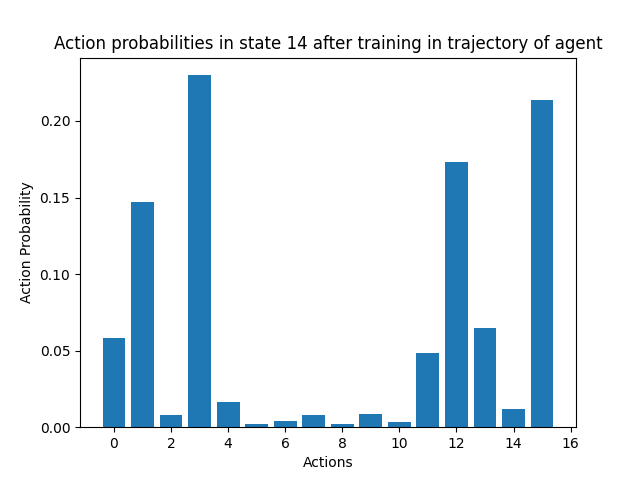 Action probabilities in state 14 after training in trajectory of agent
0.20
0.15
0.10
0.05
0.00
Action Probability
0 2 4 6 8 10 12 14 16
Actions